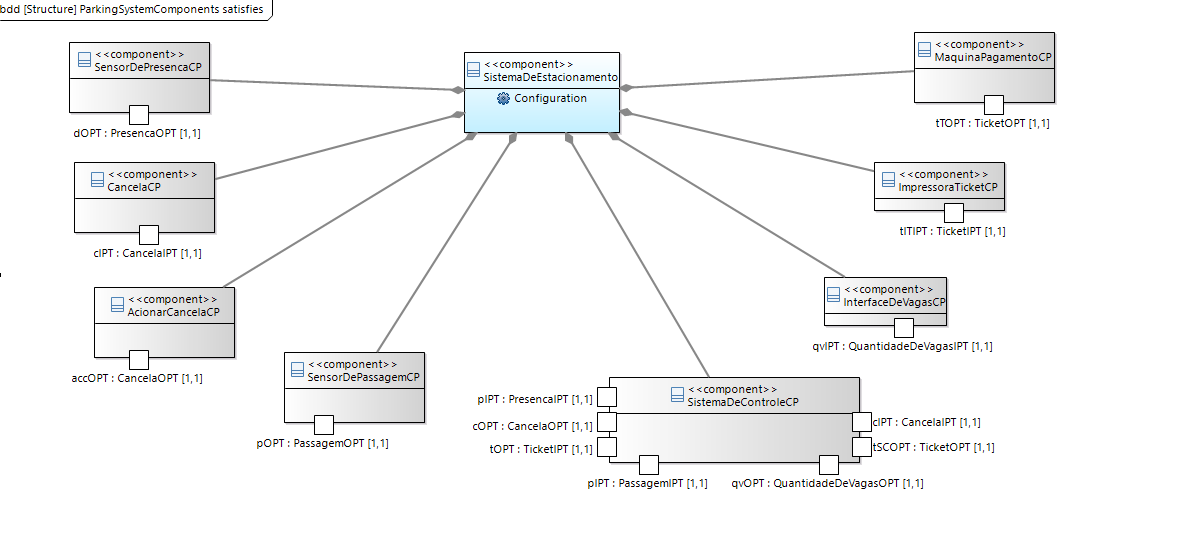 bdd [Structure] ParkingSystemComponents satisfies
<<component>>
SensorDePresencaCP
dOPT : PresencaOPT [1,1]
<<component>>
SistemaDeEstacionamento
Configuration
<<component>>
MaquinaPagamentoCP
tTOPT : TicketOPT [1,1]
<<component>>
CancelaCP
cIPT : CancelaIPT [1,1]
<<component>>
ImpressoraTicketCP
tITIPT : TicketIPT [1,1]
<<component>>
AcionarCancelaCP
accOPT : CancelaOPT [1,1]
<<component>>
InterfaceDeVagasCP
qvIPT : QuantidadeDeVagasIPT [1,1]
<<component>>
SensorDePassagemCP
pOPT : PassagemOPT [1,1]
<<component>>
SistemaDeControleCP
pIPT : PresencaIPT [1,1]
cOPT : CancelaOPT [1,1]
tOPT : TicketIPT [1,1]
cIPT : CancelaIPT [1,1]
tSCOPT : TicketOPT [1,1]
pIPT : PassagemIPT [1,1]
qvOPT : QuantidadeDeVagasOPT [1,1]